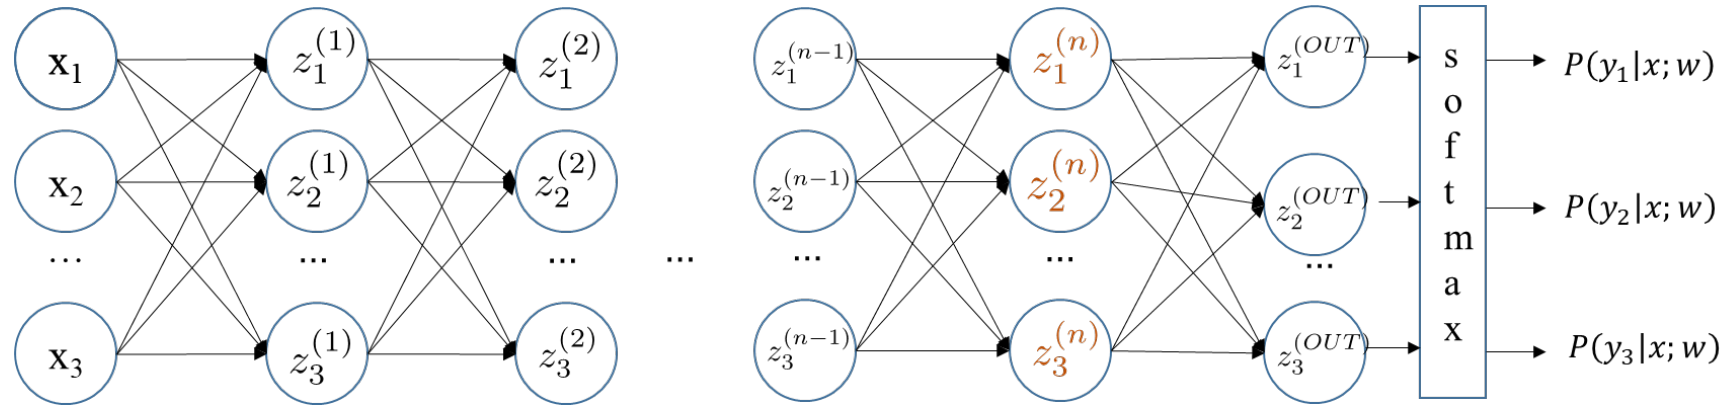 x₁ z₁⁽¹⁾ z₁⁽²⁾ z₁⁽ⁿ⁻¹⁾ z₁⁽ⁿ⁾ z₁⁽ᴼᵁᵀ⁾ P(y₁|x; w)
x₂ z₂⁽¹⁾ z₂⁽²⁾ z₂⁽ⁿ⁻¹⁾ z₂⁽ⁿ⁾ z₂⁽ᴼᵁᵀ⁾ P(y₂|x; w)
... ... ... ... ... ... ...
x₃ z₃⁽¹⁾ z₃⁽²⁾ z₃⁽ⁿ⁻¹⁾ z₃⁽ⁿ⁾ z₃⁽ᴼᵁᵀ⁾ P(y₃|x; w)
softmax